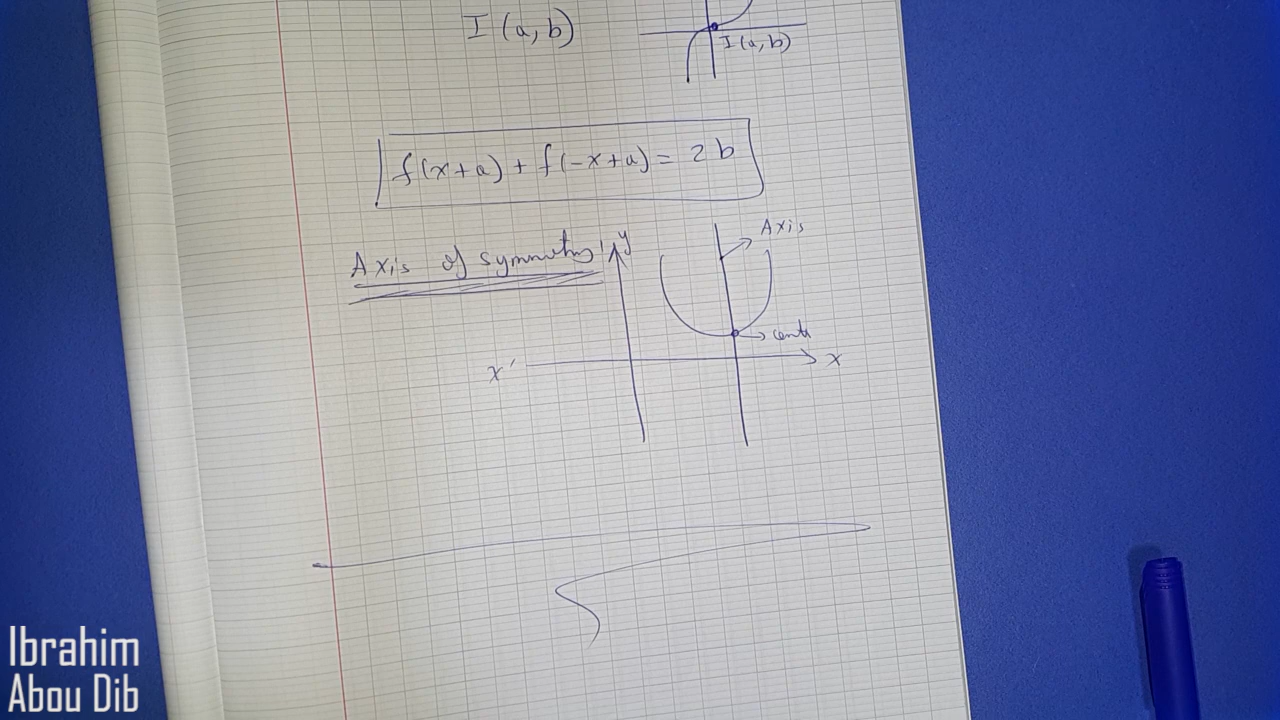 I (a, b)
I(a, b)
f(x+a) + f(-x+a) = 2b
Axis of symmetry
y
Axis
x'
x
Ibrahim
Abou Dib